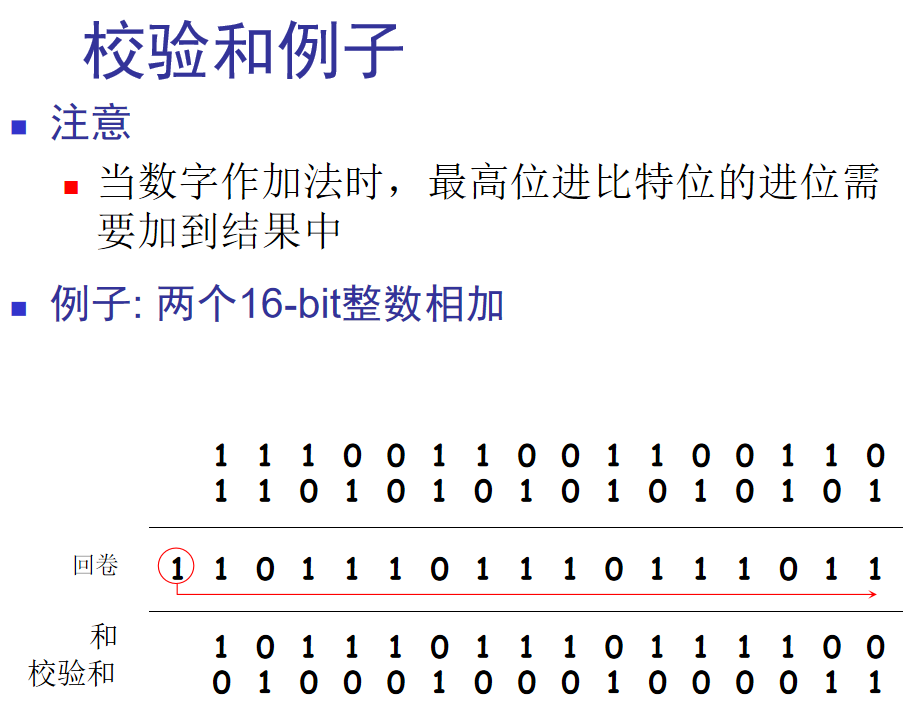 校验和例子
注意
当数字作加法时，最高位进比特位的进位需
要加到结果中
例子: 两个16-bit整数相加
1 1 1 0 0 1 1 0 0 1 1 0 0 1 1 0
1 1 0 1 0 1 0 1 0 1 0 1 0 1 0 1
回卷 1 1 0 1 1 1 0 1 1 1 0 1 1 1 0 1 1
和 1 0 1 1 1 0 1 1 1 0 1 1 1 1 0 0
校验和 0 1 0 0 0 1 0 0 0 1 0 0 0 0 1 1